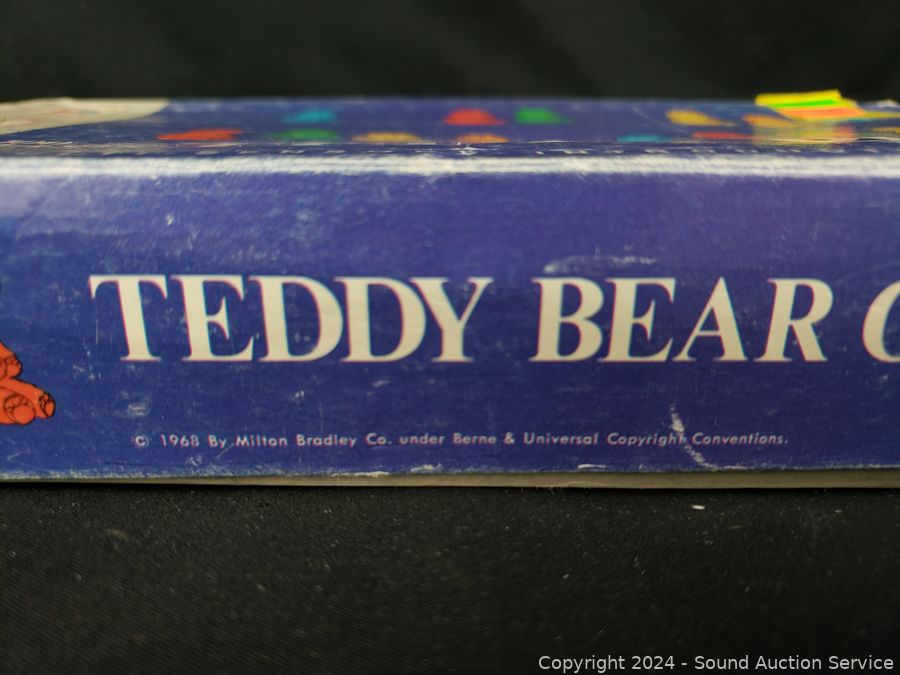 TEDDY BEAR
© 1968 By Milton Bradley Co. under Berne & Universal Copyright Conventions.
Copyright 2024 - Sound Auction Service